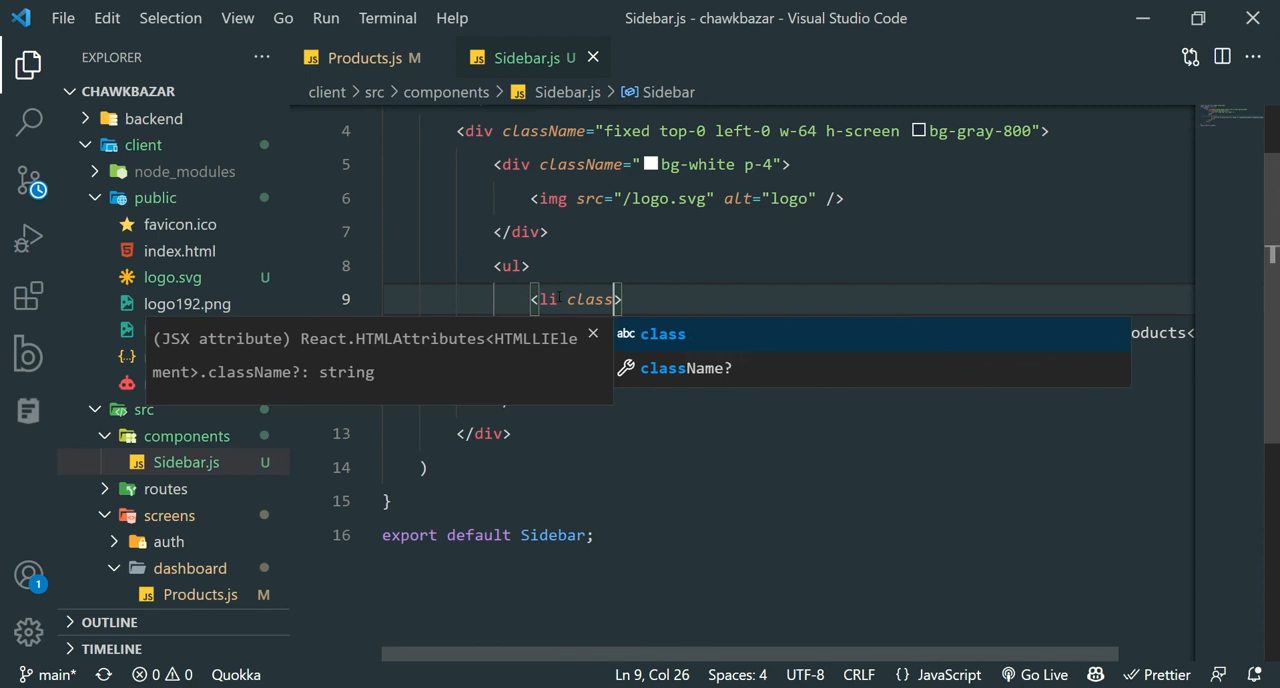 File Edit Selection View Go Run Terminal Help Sidebar.js - chawkbazar - Visual Studio Code
EXPLORER
Products.js M Sidebar.js U
CHAWKBAZAR
client > src > components > JS Sidebar.js > Sidebar
backend
client
node_modules
public
favicon.ico
index.html
logo.svg U
logo192.png
src
components
Sidebar.js U
routes
screens
auth
dashboard
Products.js M
OUTLINE
TIMELINE
4 <div className="fixed top-0 left-0 w-64 h-screen bg-gray-800">
5 <div className="bg-white p-4">
6 <img src="/logo.svg" alt="logo" />
7 </div>
8 <ul>
9 <li class>
(JSX attribute) React.HTMLAttributes<HTMLLIEle
ment>.className?: string
abc class
className?
oducts<
13 </div>
14 )
15 }
16 export default Sidebar;
1
main* 0 0 Quokka Ln 9, Col 26 Spaces: 4 UTF-8 CRLF {} JavaScript Go Live Prettier